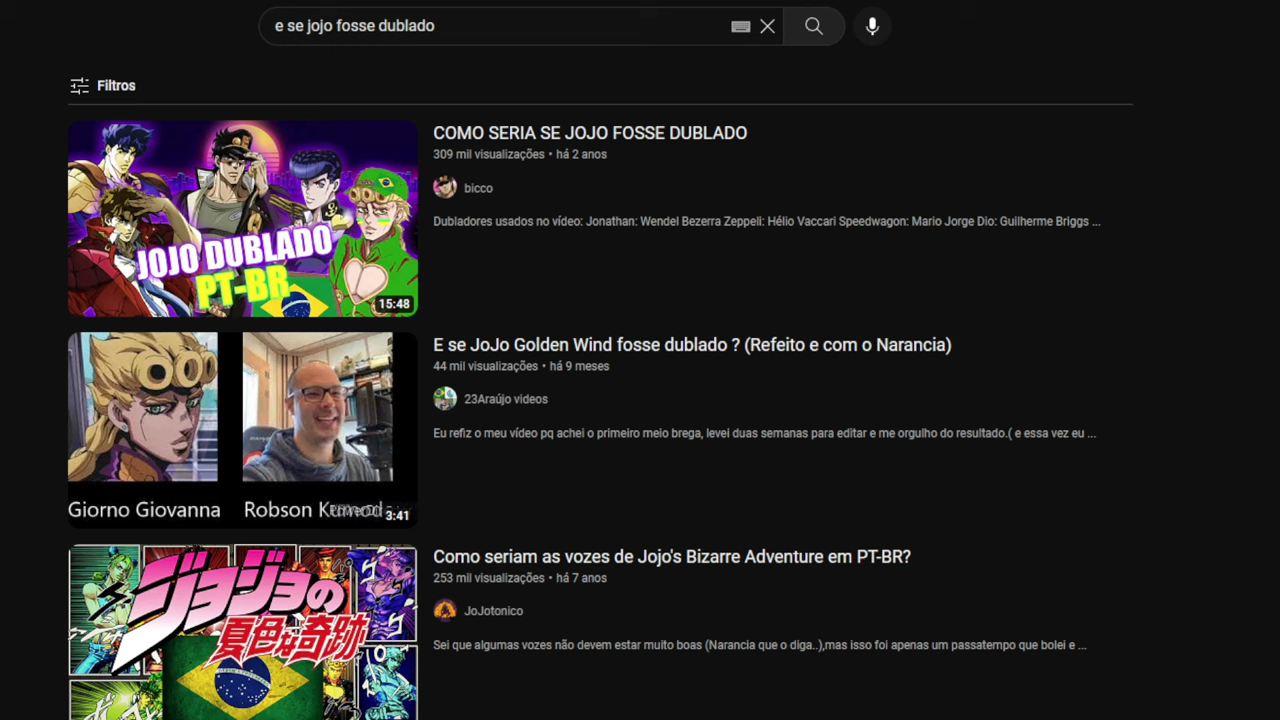 e se jojo fosse dublado
Filtros
JOJO DUBLADO
PT-BR
15:48
COMO SERIA SE JOJO FOSSE DUBLADO
309 mil visualizações • há 2 anos
bicco
Dubladores usados no vídeo: Jonathan: Wendel Bezerra Zeppeli: Hélio Vaccari Speedwagon: Mario Jorge Dio: Guilherme Briggs ...
Giorno Giovanna
Robson
3:41
E se JoJo Golden Wind fosse dublado ? (Refeito e com o Narancia)
44 mil visualizações • há 9 meses
23Araújo videos
Eu refiz o meu vídeo pq achei o primeiro meio brega, levei duas semanas para editar e me orgulho do resultado.( e essa vez eu ...
ジョジョの
夏色な奇跡
Como seriam as vozes de Jojo's Bizarre Adventure em PT-BR?
253 mil visualizações • há 7 anos
JoJotonico
Sei que algumas vozes não devem estar muito boas (Narancia que o diga..),mas isso foi apenas um passatempo que bolei e ...